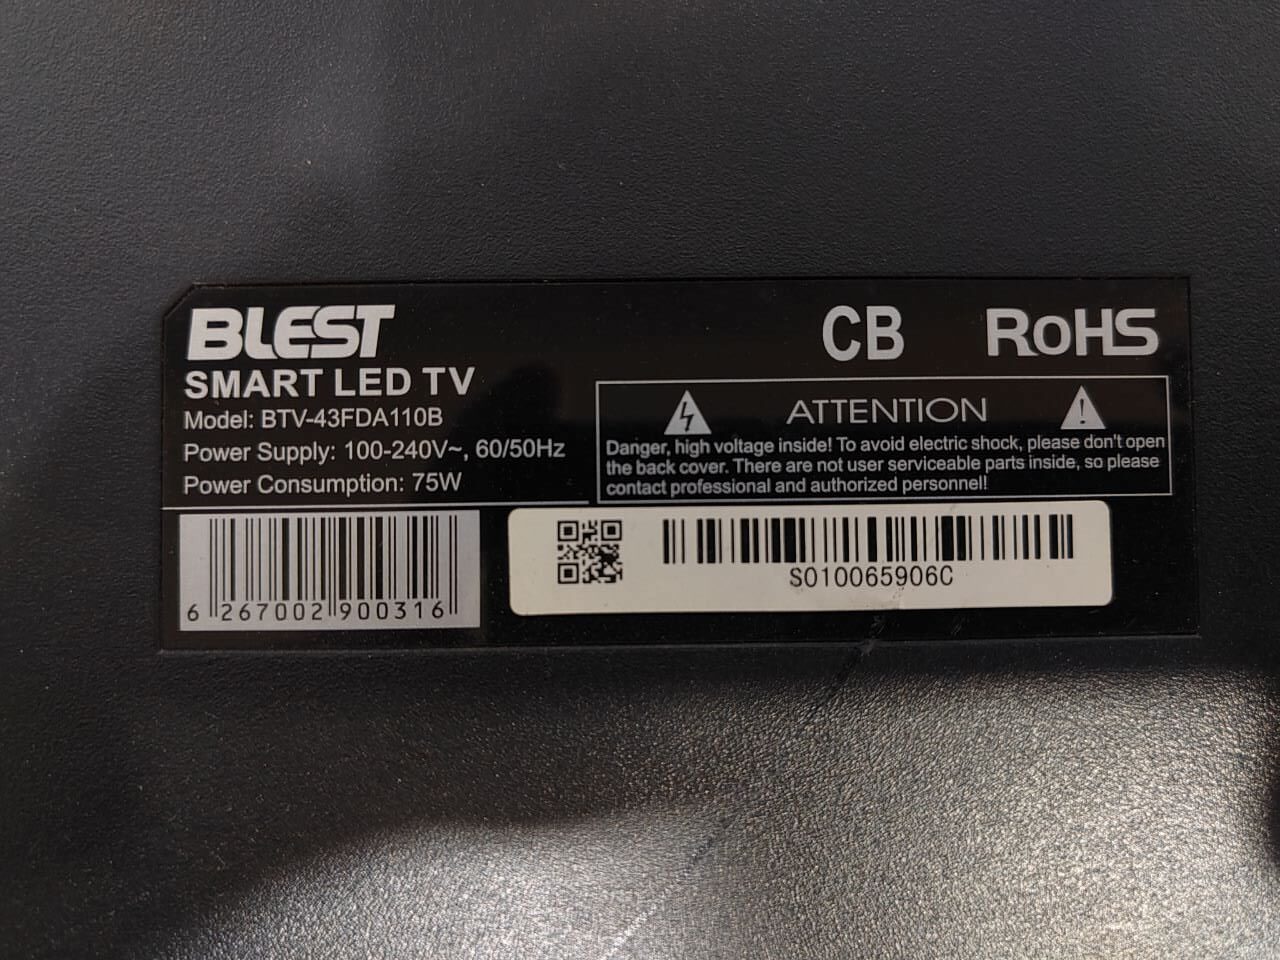 BLEST
SMART LED TV
Model: BTV-43FDA110B
Power Supply: 100-240V~, 60/50Hz
Power Consumption: 75W
CB RoHS
ATTENTION
Danger, high voltage inside! To avoid electric shock, please don't open
the back cover. There are not user serviceable parts inside, so please
contact professional and authorized personnel!
6 267002 900316
S010065906C